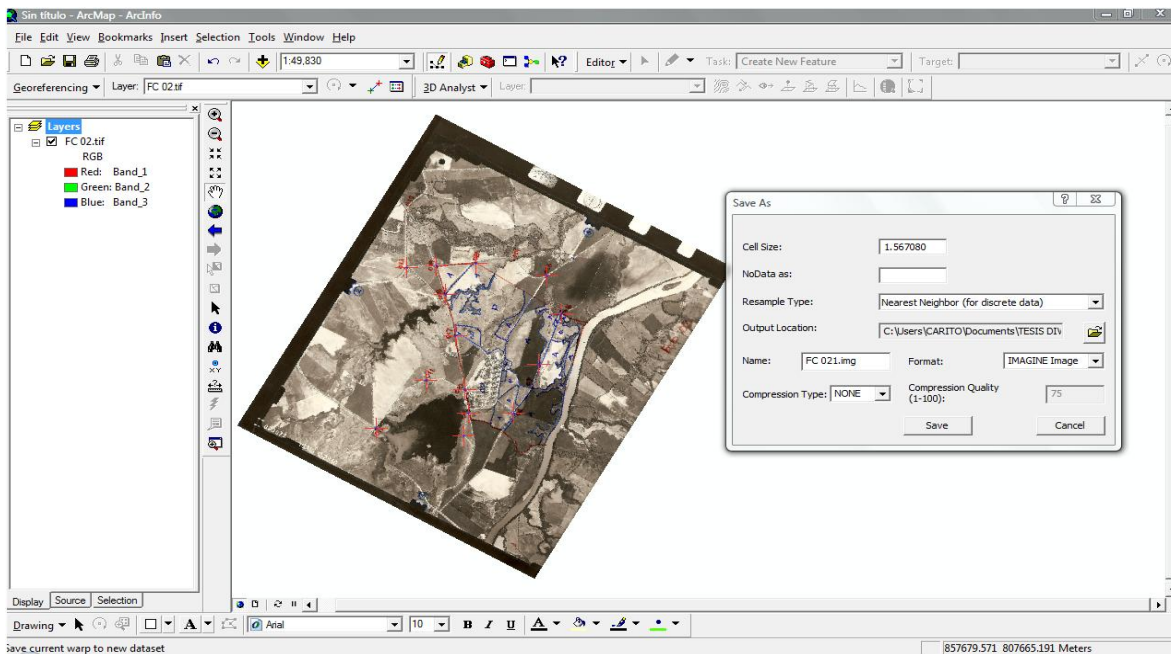 Sin título - ArcMap - ArcInfo
File Edit View Bookmarks Insert Selection Tools Window Help
1:49,830 Editor Task: Create New Feature Target:
Georeferencing Layer: FC 02.tif 3D Analyst Layer:
Layers
FC 02.tif
RGB
Red: Band_1
Green: Band_2
Blue: Band_3
Save As
Cell Size: 1.567080
NoData as:
Resample Type: Nearest Neighbor (for discrete data)
Output Location: C:\Users\CARITO\Documents\TESIS DIV
Name: FC 021.img Format: IMAGINE Image
Compression Type: NONE Compression Quality (1-100): 75
Save Cancel
Display Source Selection
Drawing A Arial 10 B I U A
Save current warp to new dataset 857679.571 807665.191 Meters